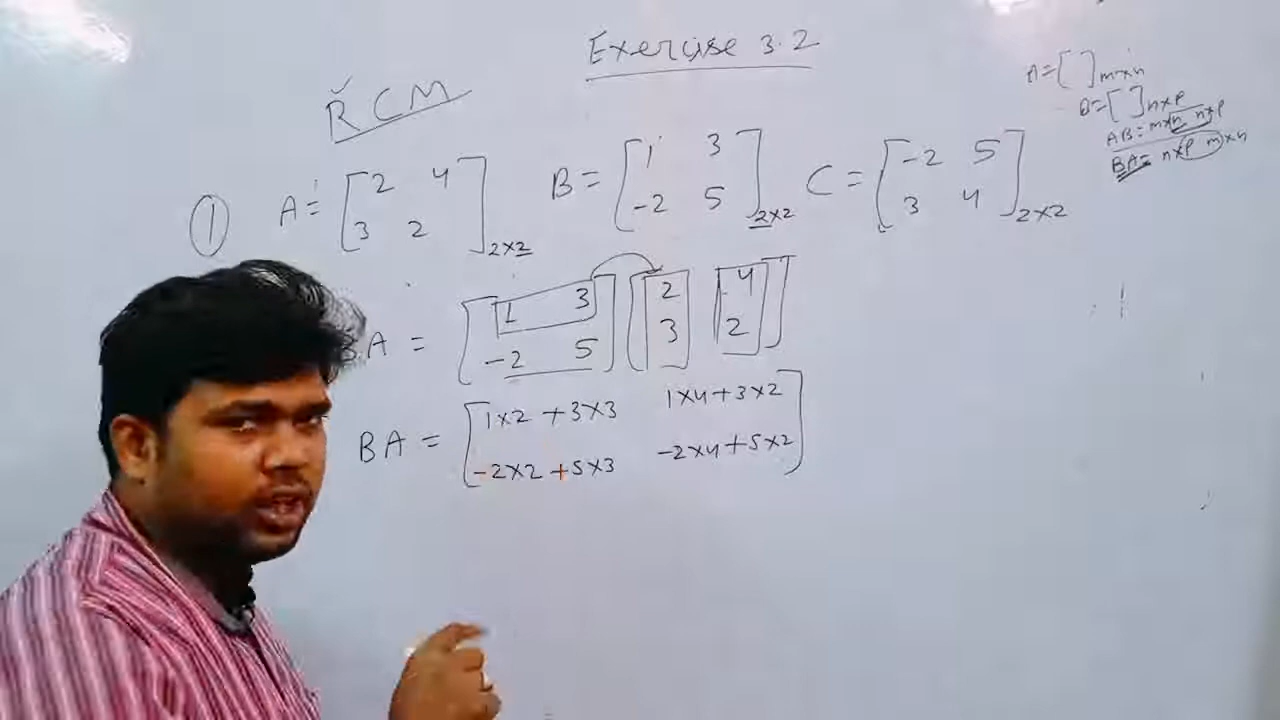 Exercise 3.2
RCM
A=[ ]m×n
B=[ ]n×p
AB= m×n n×p
BA= n×p m×n
① A= [2 4
3 2]2×2 B= [1 3
-2 5]2×2 C= [-2 5
3 4]2×2
BA = [1 3
-2 5] [2 4
3 2]
BA = [1×2 +3×3 1×4+3×2
-2×2 +5×3 -2×4+5×2]